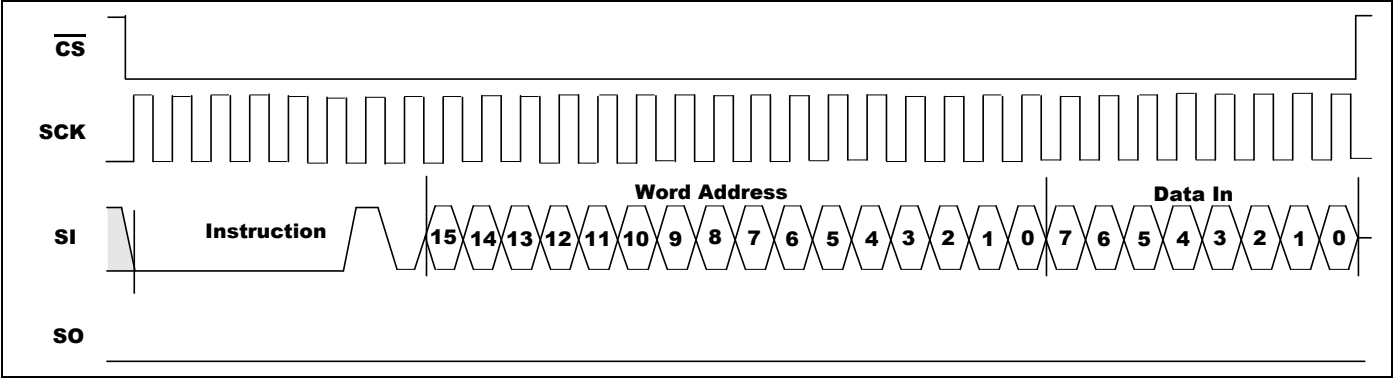 CS
SCK
Word Address
Data In
SI
Instruction
15 14 13 12 11 10 9 8 7 6 5 4 3 2 1 0 7 6 5 4 3 2 1 0
SO